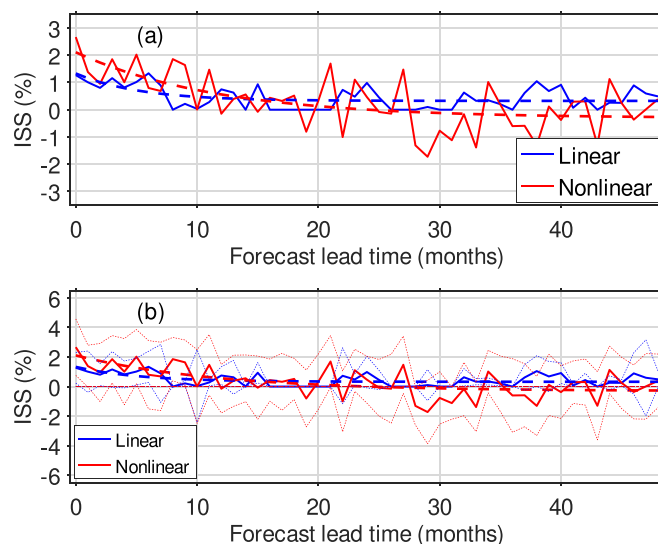 (a)
3
2
1
0
-1
-2
-3
ISS (%)
Linear
Nonlinear
0 10 20 30 40
Forecast lead time (months)
(b)
6
4
2
0
-2
-4
-6
ISS (%)
Linear
Nonlinear
0 10 20 30 40
Forecast lead time (months)